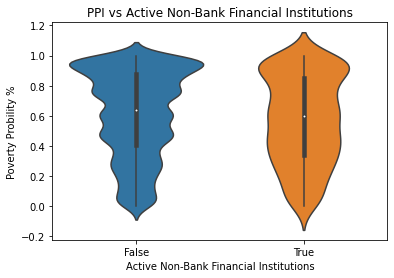 PPI vs Active Non-Bank Financial Institutions
1.2
1.0
0.8
0.6
0.4
0.2
0.0
−0.2
Poverty Probility %
False
True
Active Non-Bank Financial Institutions